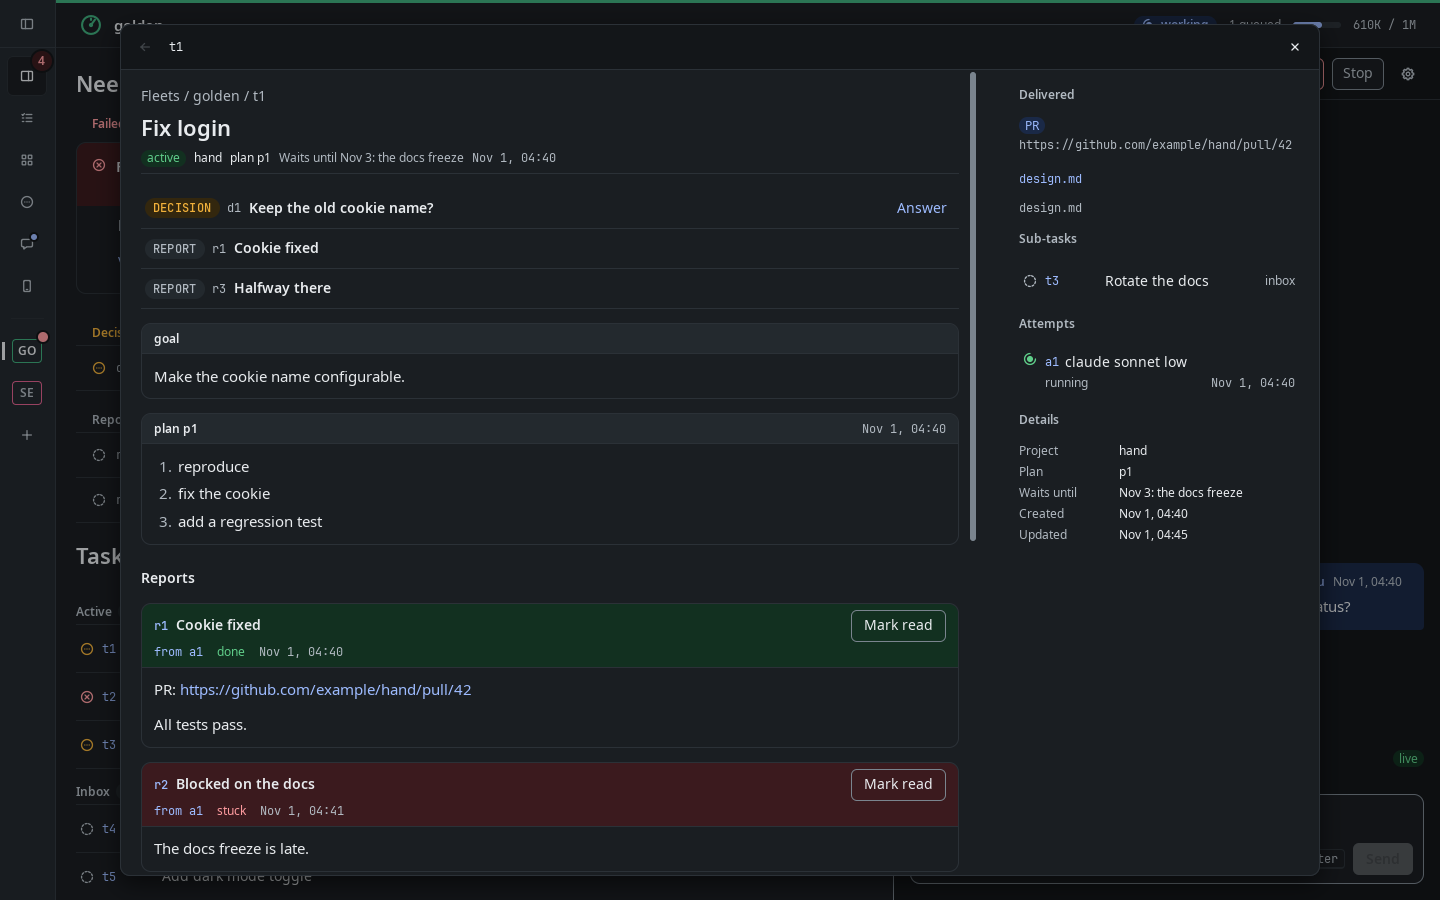 golden
working
1 queued
610K / 1M
4
t1
Stop
Fleets / golden / t1
Fix login
active hand plan p1 Waits until Nov 3: the docs freeze Nov 1, 04:40
DECISION d1 Keep the old cookie name? Answer
REPORT r1 Cookie fixed
REPORT r3 Halfway there
goal
Make the cookie name configurable.
plan p1 Nov 1, 04:40
1. reproduce
2. fix the cookie
3. add a regression test
Reports
r1 Cookie fixed
Mark read
from a1 done Nov 1, 04:40
PR: https://github.com/example/hand/pull/42
All tests pass.
r2 Blocked on the docs
Mark read
from a1 stuck Nov 1, 04:41
The docs freeze is late.
Delivered
PR
https://github.com/example/hand/pull/42
design.md
design.md
Sub-tasks
t3 Rotate the docs inbox
Attempts
a1 claude sonnet low
running Nov 1, 04:40
Details
Project hand
Plan p1
Waits until Nov 3: the docs freeze
Created Nov 1, 04:40
Updated Nov 1, 04:45
GO
SE
Active
t1
t2
t3
Inbox
t4
t5 Add dark mode toggle
Nov 1, 04:40
live
Send